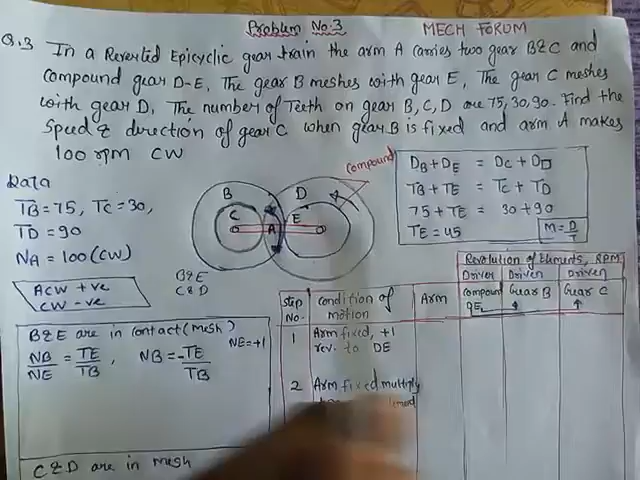 Problem No.3
MECH FORUM
Q.3 In a Reverted Epicyclic gear train the arm A carries two gear B&C and
compound gear D-E, The gear B meshes with gear E, The gear C meshes
with gear D, The number of Teeth on gear B, C, D are 75, 30, 90. Find the
Speed & direction of gear C when gear B is fixed and arm A makes
100 rpm CW
Data
TB = 75, TC = 30,
TD = 90
NA = 100 (CW)
ACW +ve
CW -ve
B
D
C
A
E
compound
B&E
C&D
DB + DE = DC + DD
TB + TE = TC + TD
75 + TE = 30 + 90
TE = 45
M = D/T
B&E are in contact (mesh)
NB/NE = TE/TB, NB = -TE/TB
NE = +1
C&D are in mesh
Revolution of Elements, RPM
Step No.
condition of motion
Arm
Driver
compound
Driven
Gear B
Driven
Gear C
1 Arm fixed, +1
rev. to DE
2 Arm fixed multiply